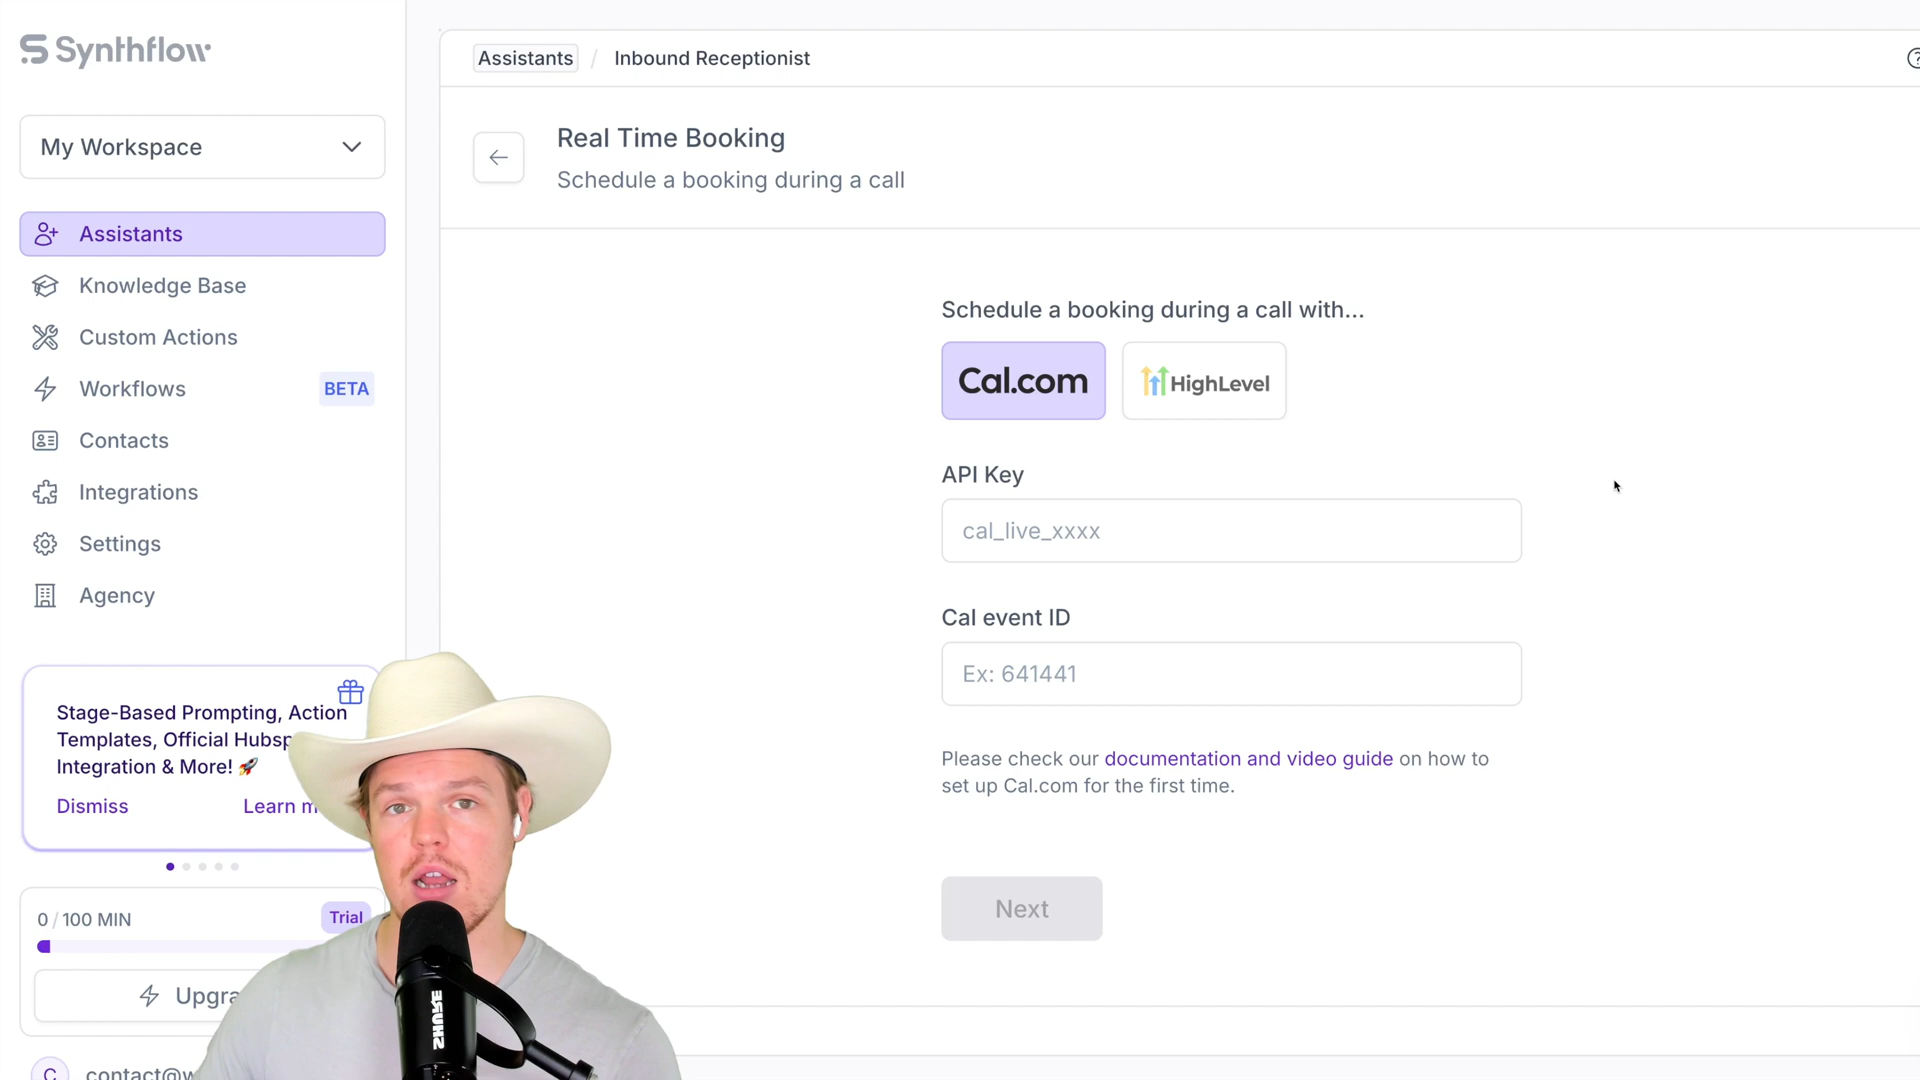 Synthflow
My Workspace
Assistants
Knowledge Base
Custom Actions
Workflows
BETA
Contacts
Integrations
Settings
Agency
Stage-Based Prompting, Action
Templates, Official Hubsp
Integration & More! 🚀
Dismiss
Learn m
0 / 100 MIN
Trial
Upgra
C
contact@w
Assistants / Inbound Receptionist
Real Time Booking
Schedule a booking during a call
Schedule a booking during a call with...
Cal.com
HighLevel
API Key
cal_live_xxxx
Cal event ID
Ex: 641441
Please check our documentation and video guide on how to
set up Cal.com for the first time.
Next
SHURE